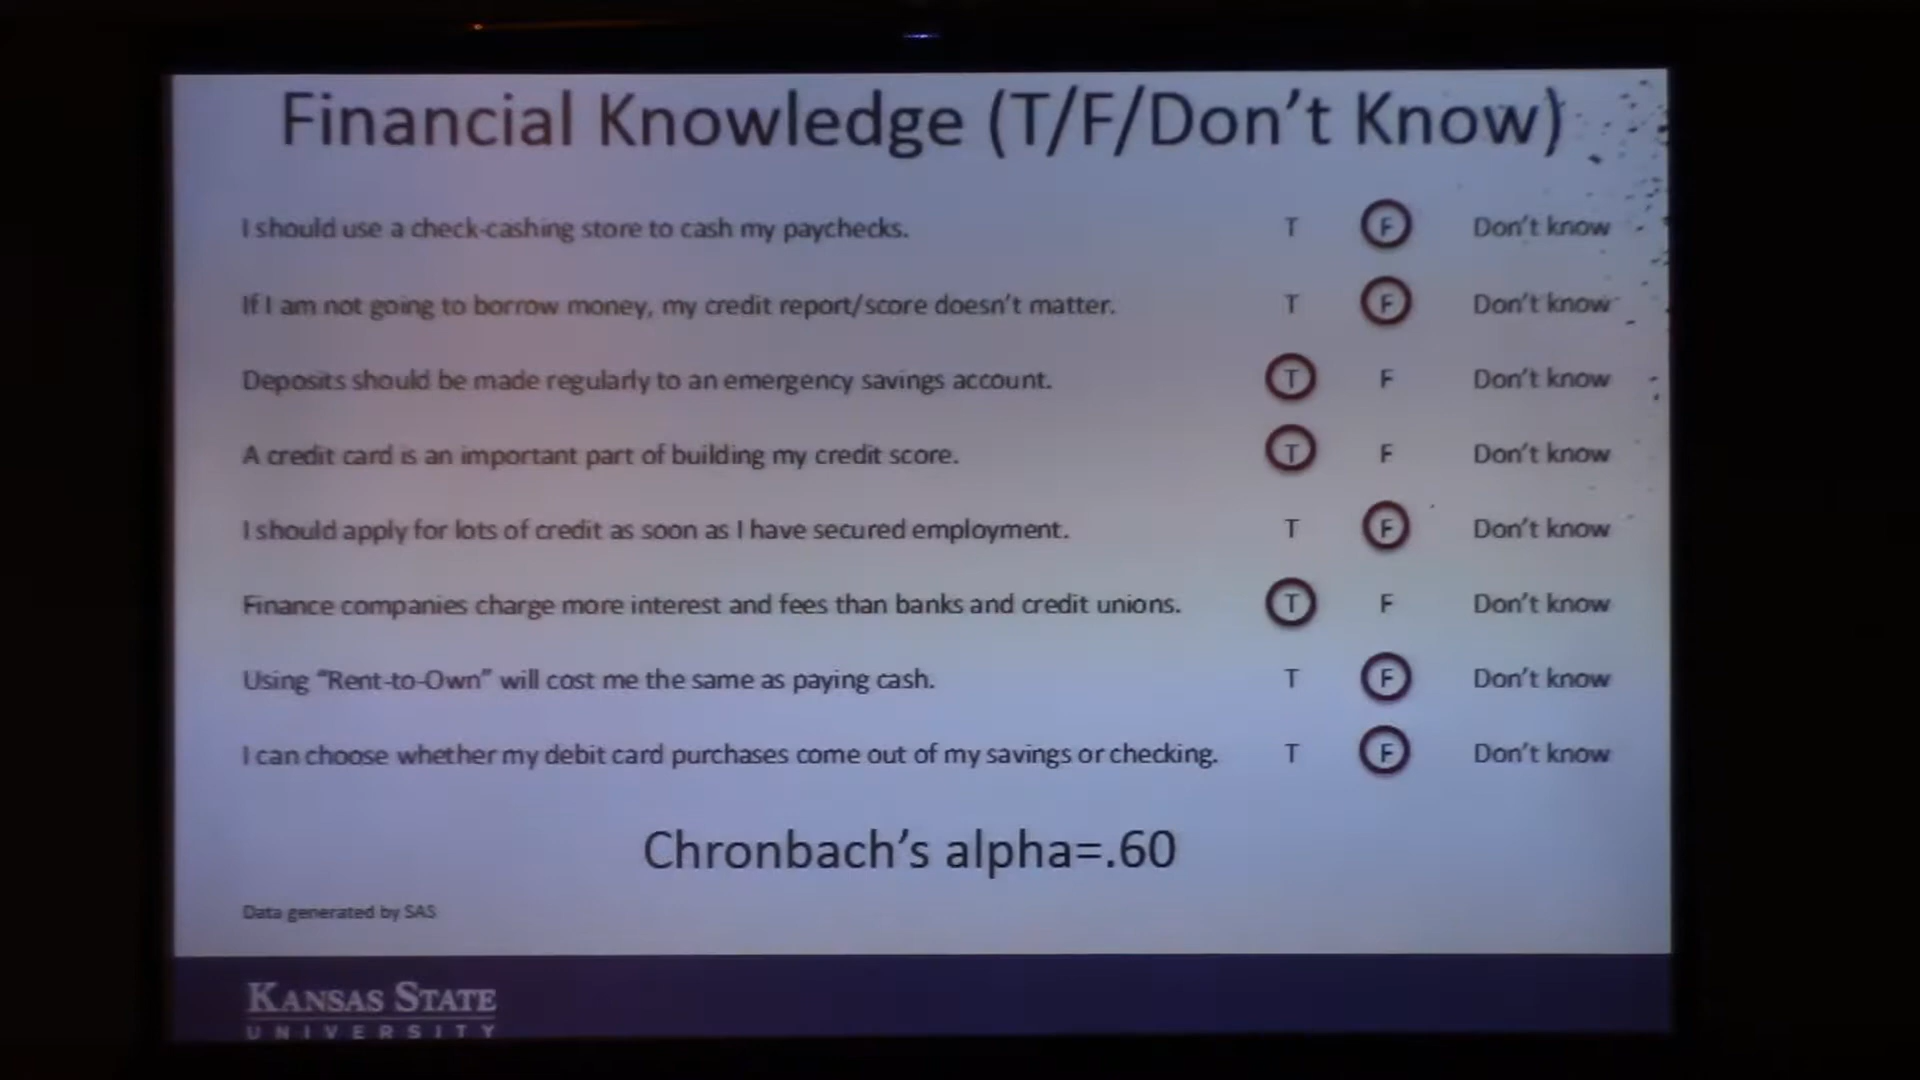 Financial Knowledge (T/F/Don't Know)
I should use a check-cashing store to cash my paychecks. T F Don't know
If I am not going to borrow money, my credit report/score doesn't matter. T F Don't know
Deposits should be made regularly to an emergency savings account. T F Don't know
A credit card is an important part of building my credit score. T F Don't know
I should apply for lots of credit as soon as I have secured employment. T F Don't know
Finance companies charge more interest and fees than banks and credit unions. T F Don't know
Using “Rent-to-Own” will cost me the same as paying cash. T F Don't know
I can choose whether my debit card purchases come out of my savings or checking. T F Don't know
Chronbach's alpha=.60
Data generated by SAS
KANSAS STATE
UNIVERSITY